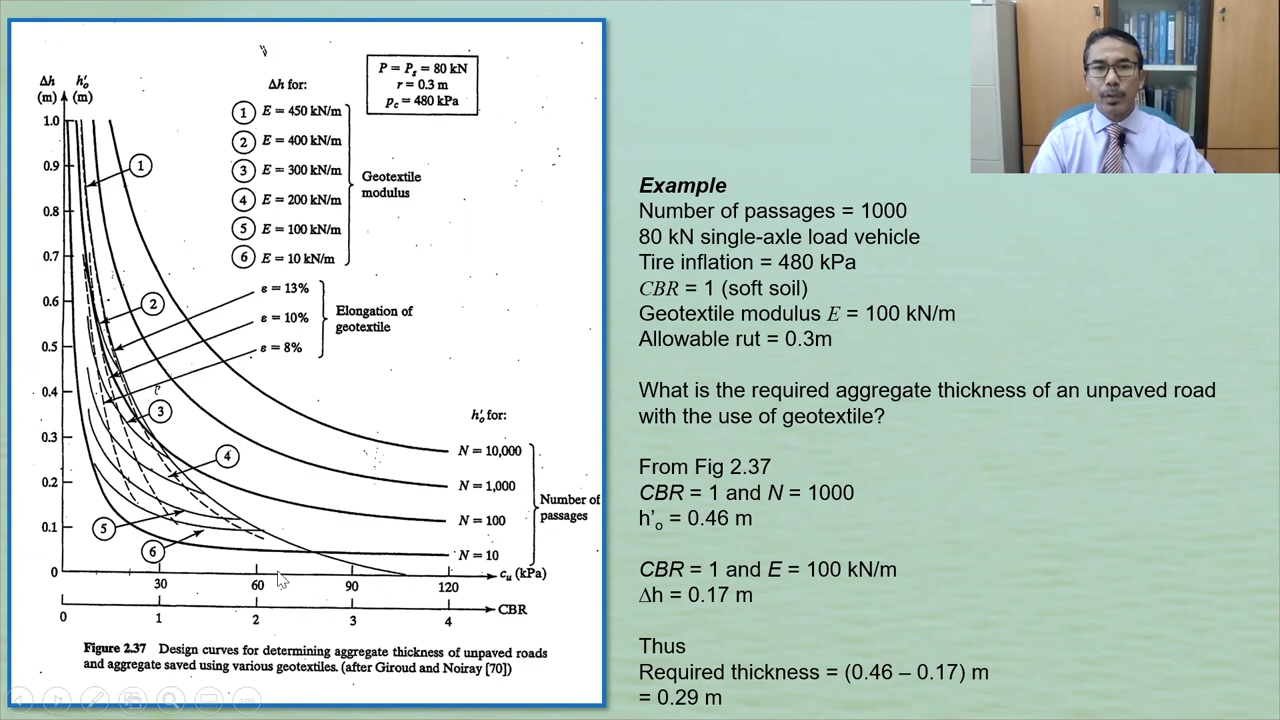 P = Ps = 80 kN
r = 0.3 m
pc = 480 kPa
Δh h'o
(m) (m)
Δh for:
1 E = 450 kN/m
2 E = 400 kN/m
3 E = 300 kN/m
4 E = 200 kN/m
5 E = 100 kN/m
6 E = 10 kN/m
Geotextile
modulus
ε = 13%
ε = 10%
ε = 8%
Elongation of
geotextile
1.0
0.9
0.8
0.7
0.6
0.5
0.4
0.3
0.2
0.1
0
1
2
3
4
5
6
h'o for:
N = 10,000
N = 1,000
N = 100
N = 10
Number of
passages
30 60 90 120
cu (kPa)
0 1 2 3 4
CBR
Figure 2.37 Design curves for determining aggregate thickness of unpaved roads
and aggregate saved using various geotextiles. (after Giroud and Noiray [70])
Example
Number of passages = 1000
80 kN single-axle load vehicle
Tire inflation = 480 kPa
CBR = 1 (soft soil)
Geotextile modulus E = 100 kN/m
Allowable rut = 0.3m
What is the required aggregate thickness of an unpaved road
with the use of geotextile?
From Fig 2.37
CBR = 1 and N = 1000
h'o = 0.46 m
CBR = 1 and E = 100 kN/m
Δh = 0.17 m
Thus
Required thickness = (0.46 – 0.17) m
= 0.29 m